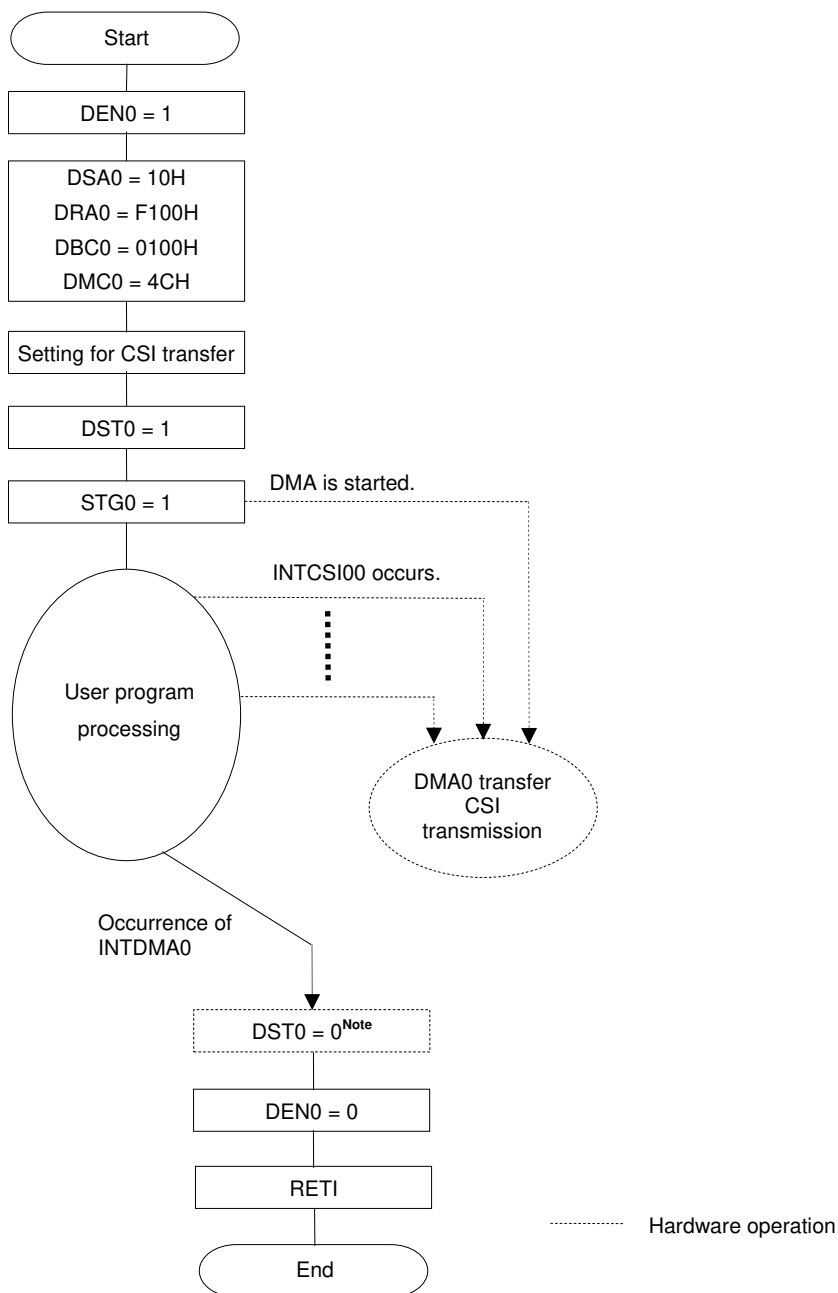 Start
DEN0 = 1
DSA0 = 10H
DRA0 = F100H
DBC0 = 0100H
DMC0 = 4CH
Setting for CSI transfer
DST0 = 1
STG0 = 1
DMA is started.
INTCSI00 occurs.
User program
processing
DMA0 transfer
CSI
transmission
Occurrence of
INTDMA0
DST0 = 0Note
DEN0 = 0
RETI
Hardware operation
End